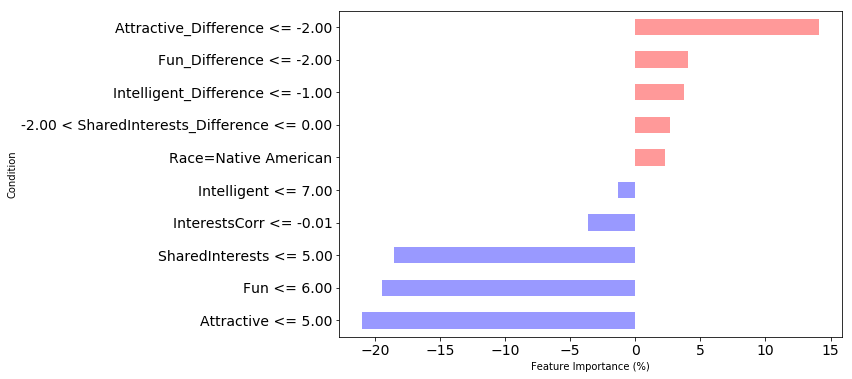 Attractive_Difference <= -2.00
Fun_Difference <= -2.00
Intelligent_Difference <= -1.00
-2.00 < SharedInterests_Difference <= 0.00
Race=Native American
Intelligent <= 7.00
InterestsCorr <= -0.01
SharedInterests <= 5.00
Fun <= 6.00
Attractive <= 5.00
Condition
−20 −15 −10 −5 0 5 10 15
Feature Importance (%)